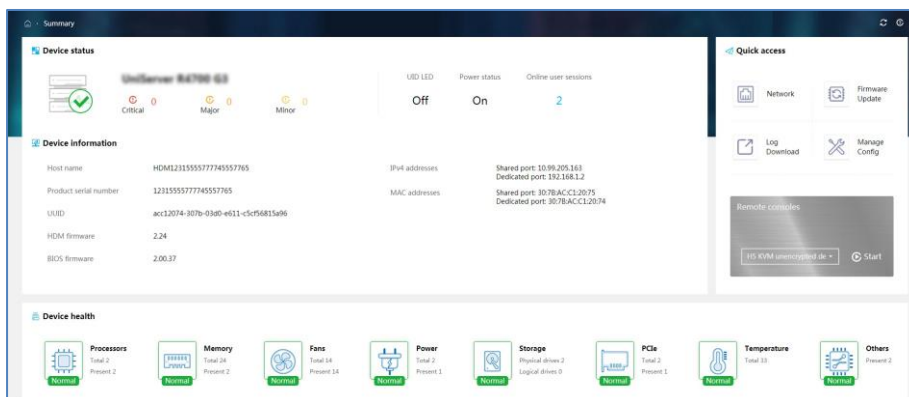 Summary
Device status
UniServer R4700 G3
Critical 0
Major 0
Minor 0
UID LED
Off
Power status
On
Online user sessions
2
Device information
Host name HDM12315555777745557765
Product serial number 12315555777745557765
UUID acc12074-307b-03d0-e611-c5cf56815a96
HDM firmware 2.24
BIOS firmware 2.00.37
IPv4 addresses Shared port: 10.99.205.163
Dedicated port: 192.168.1.2
MAC addresses Shared port: 30:7B:AC:C1:20:75
Dedicated port: 30:7B:AC:C1:20:74
Quick access
Network
Firmware
Update
Log
Download
Manage
Config
Remote consoles
H5 KVM unencrypted de
Start
Device health
Processors
Total 2
Present 2
Normal
Memory
Total 24
Present 2
Normal
Fans
Total 14
Present 14
Normal
Power
Total 2
Present 1
Normal
Storage
Physical drives 2
Logical drives 0
Normal
PCIe
Total 2
Present 1
Normal
Temperature
Total 33
Normal
Others
Present 2
Normal